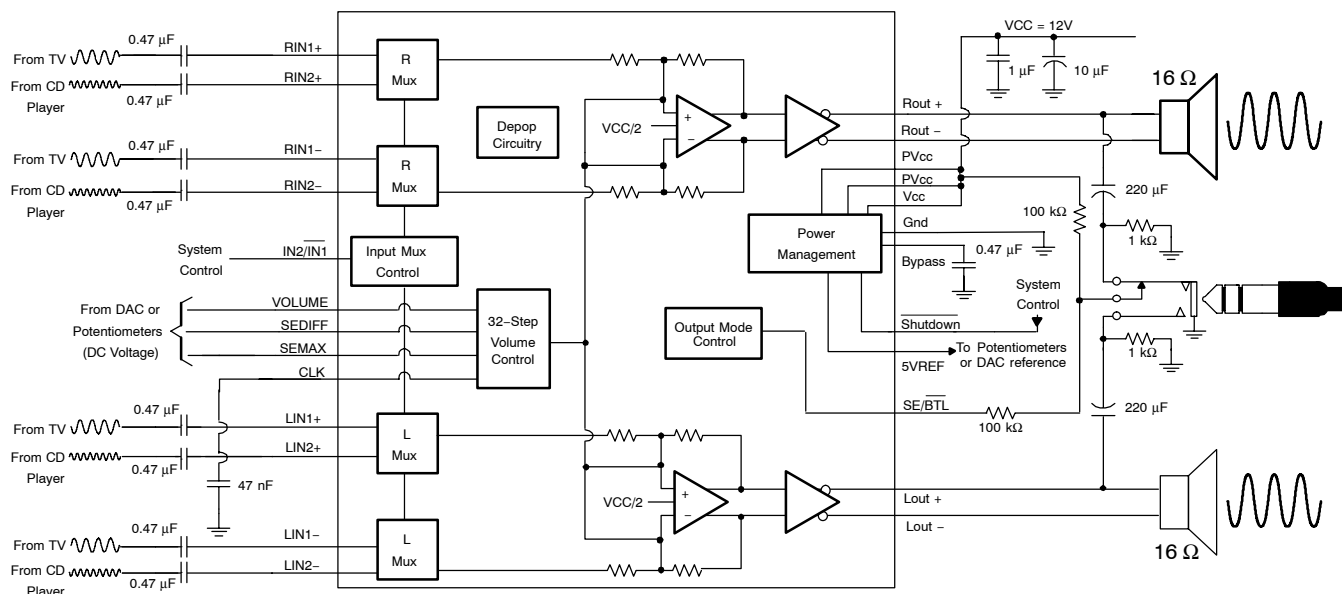 VCC = 12V
From TV
0.47 µF
RIN1+
R
Mux
1 µF
10 µF
16 Ω
From CD
Player
0.47 µF
RIN2+
Depop
Circuitry
VCC/2
+
−
Rout +
Rout −
From TV
0.47 µF
RIN1−
R
Mux
PVcc
PVcc
Vcc
From CD
Player
0.47 µF
RIN2−
220 µF
100 kΩ
1 kΩ
System
Control
IN2/IN1
Input Mux
Control
Power
Management
Gnd
Bypass
0.47 µF
System
Control
From DAC or
Potentiometers
(DC Voltage)
VOLUME
SEDIFF
SEMAX
CLK
32−Step
Volume
Control
Output Mode
Control
Shutdown
5VREF
To Potentiometers
or DAC reference
1 kΩ
SE/BTL
100 kΩ
220 µF
From TV
0.47 µF
LIN1+
L
Mux
From CD
Player
0.47 µF
LIN2+
47 nF
VCC/2
+
−
Lout +
Lout −
16 Ω
From TV
0.47 µF
LIN1−
L
Mux
From CD
Player
0.47 µF
LIN2−